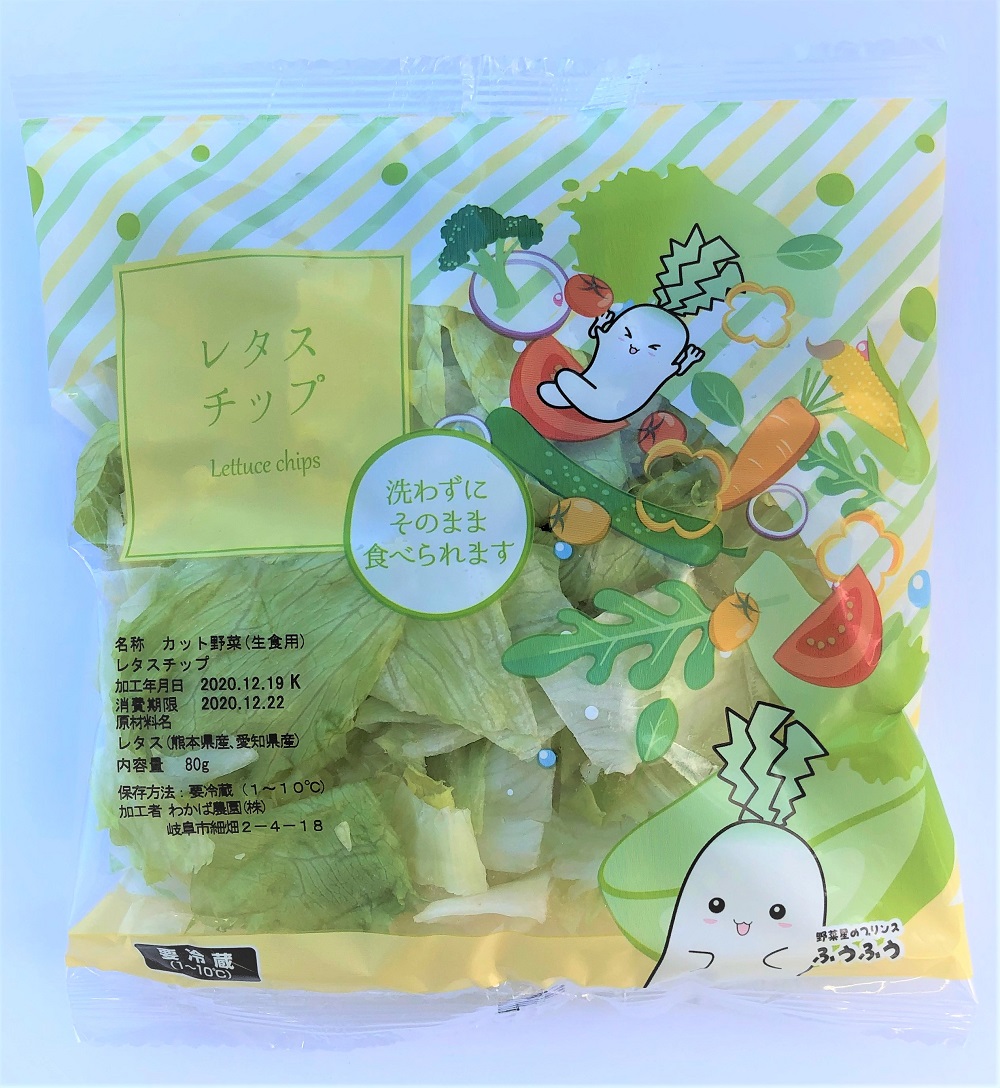 レタス
チップ
Lettuce chips
洗わずに
そのまま
食べられます
名称 カット野菜(生食用)
レタスチップ
加工年月日 2020.12.19 K
消費期限 2020.12.22
原材料名
レタス(熊本県産、愛知県産)
内容量 80g
保存方法:要冷蔵(1~10℃)
加工者 わかば農園㈱
岐阜市細畑2-4-18
要冷蔵
(1~10℃)
野菜星のプリンス
ふうふう